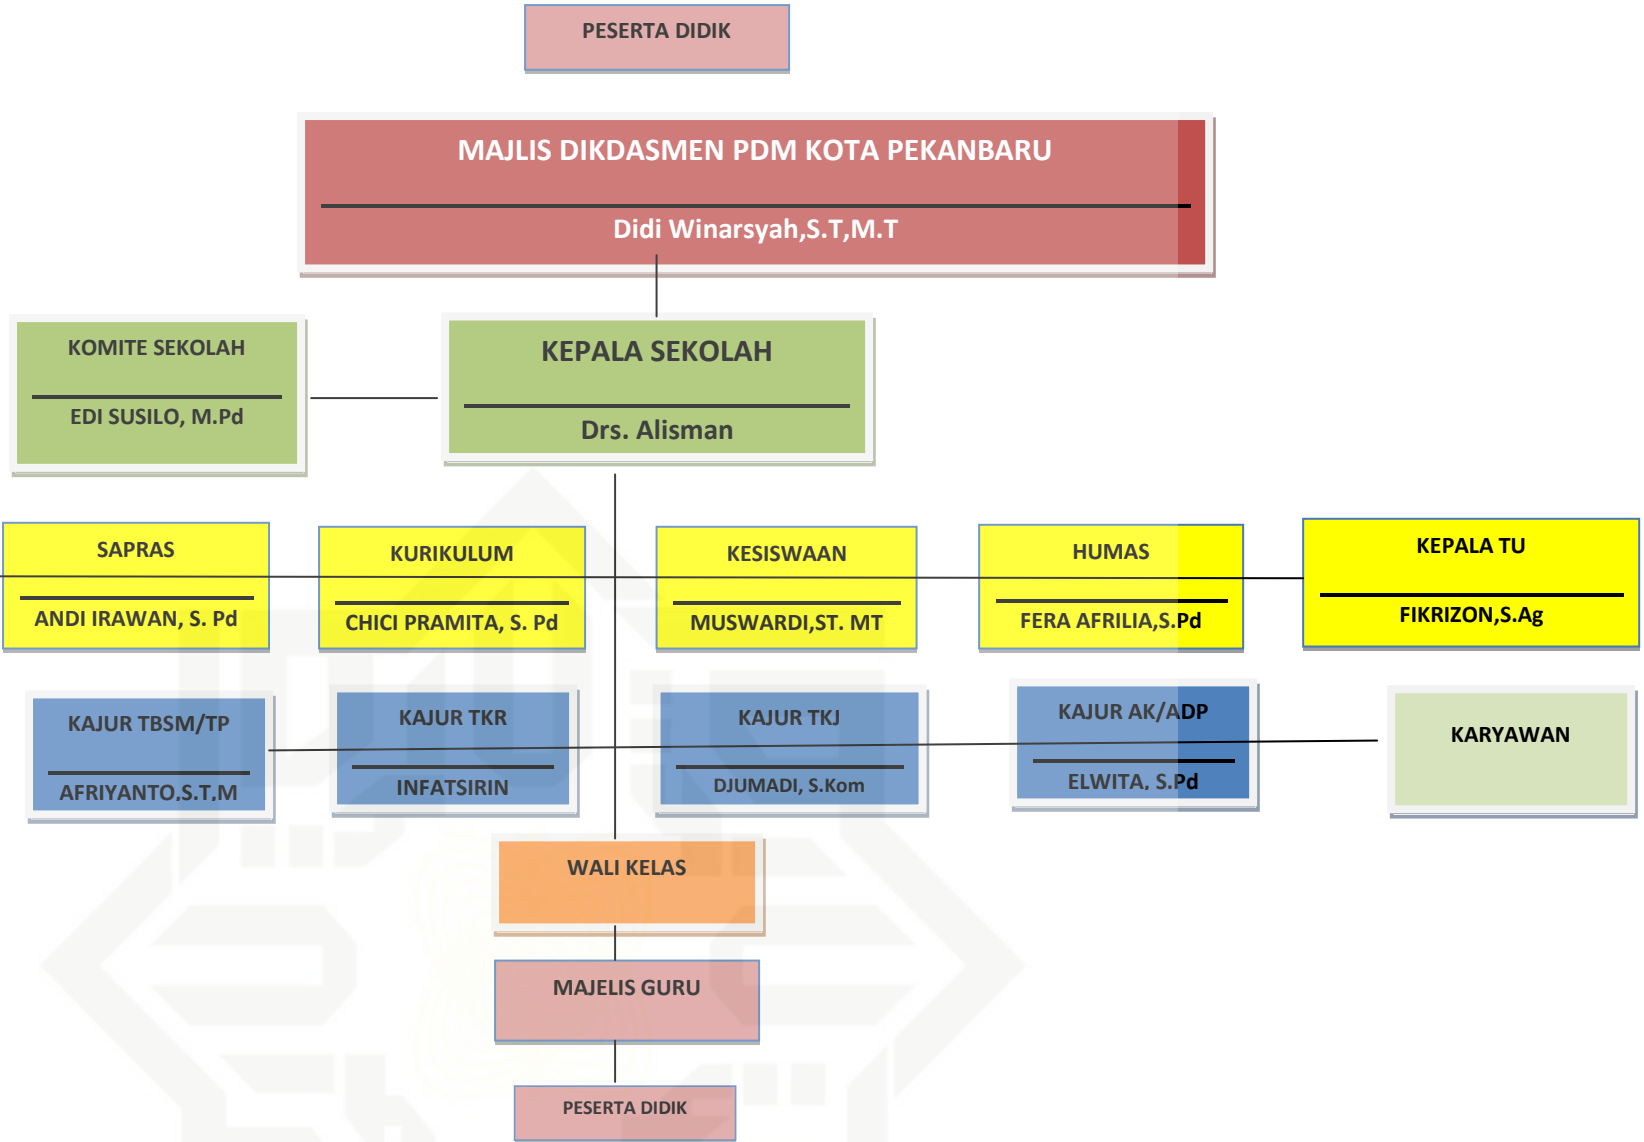 PESERTA DIDIK
MAJLIS DIKDASMEN PDM KOTA PEKANBARU
Didi Winarsyah,S.T,M.T
KOMITE SEKOLAH
EDI SUSILO, M.Pd
KEPALA SEKOLAH
Drs. Alisman
SAPRAS
ANDI IRAWAN, S. Pd
KURIKULUM
CHICI PRAMITA, S. Pd
KESISWAAN
MUSWARDI,ST. MT
HUMAS
FERA AFRILIA,S.Pd
KEPALA TU
FIKRIZON,S.Ag
KAJUR TBSM/TP
AFRIYANTO,S.T,M
KAJUR TKR
INFATSIRIN
KAJUR TKJ
DJUMADI, S.Kom
KAJUR AK/ADP
ELWITA, S.Pd
KARYAWAN
WALI KELAS
MAJELIS GURU
PESERTA DIDIK